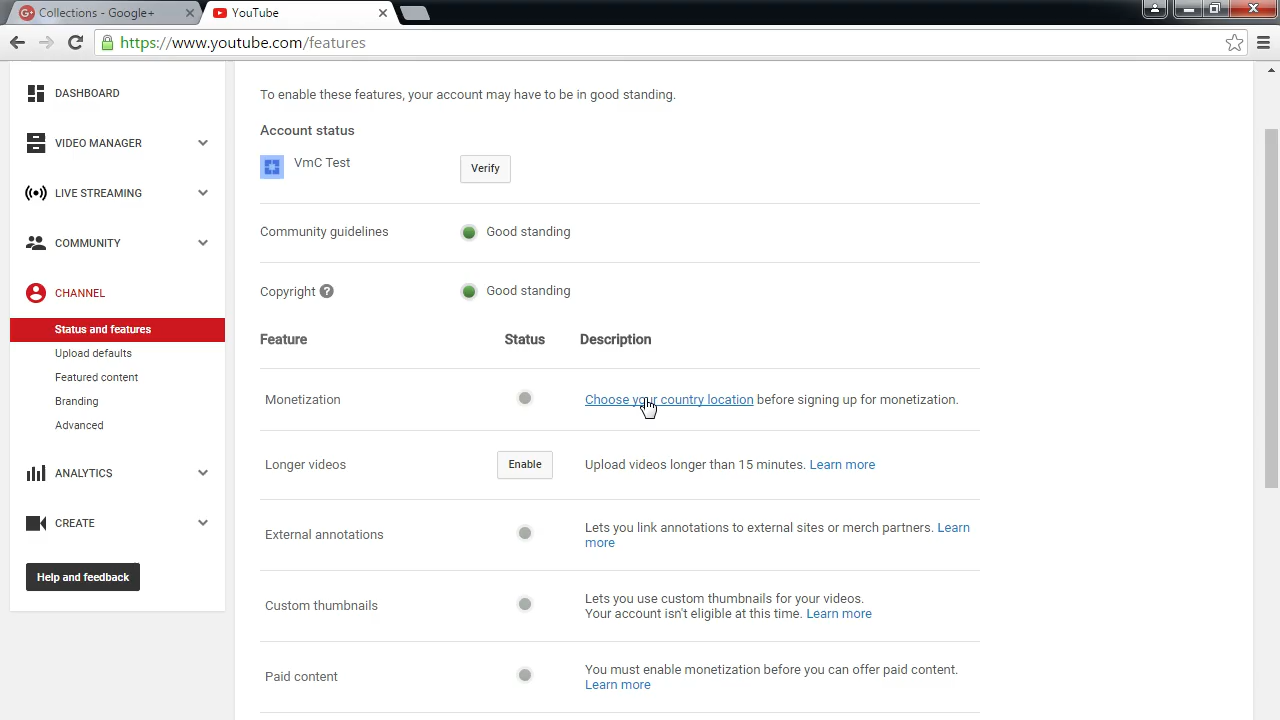 Collections - Google+
YouTube
https://www.youtube.com/features
DASHBOARD
VIDEO MANAGER
LIVE STREAMING
COMMUNITY
CHANNEL
Status and features
Upload defaults
Featured content
Branding
Advanced
ANALYTICS
CREATE
Help and feedback
To enable these features, your account may have to be in good standing.
Account status
VmC Test
Verify
Community guidelines
Good standing
Copyright ?
Good standing
Feature Status Description
Monetization
Choose your country location before signing up for monetization.
Longer videos
Enable
Upload videos longer than 15 minutes. Learn more
External annotations
Lets you link annotations to external sites or merch partners. Learn
more
Custom thumbnails
Lets you use custom thumbnails for your videos.
Your account isn't eligible at this time. Learn more
Paid content
You must enable monetization before you can offer paid content.
Learn more